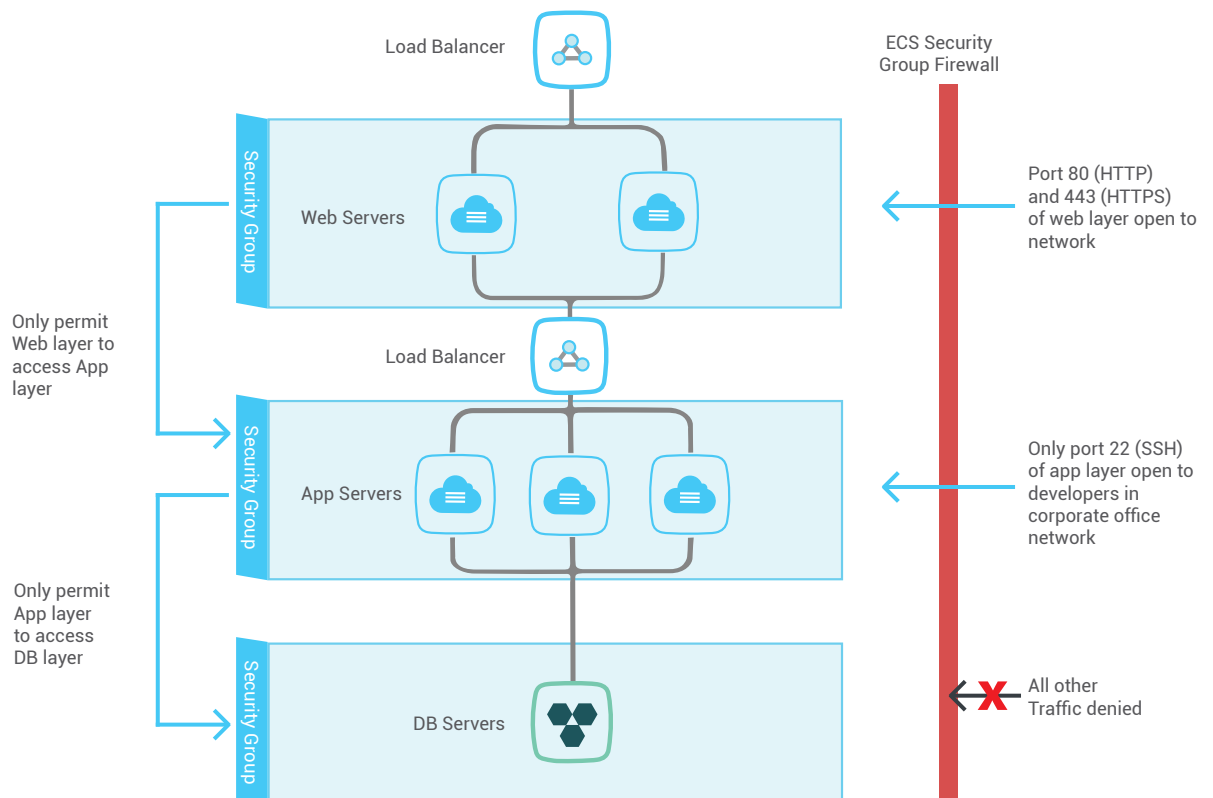 Load Balancer
ECS Security
Group Firewall
Security Group
Web Servers
Port 80 (HTTP)
and 443 (HTTPS)
of web layer open to
network
Only permit
Web layer to
access App
layer
Load Balancer
Security Group
App Servers
Only port 22 (SSH)
of app layer open to
developers in
corporate office
network
Only permit
App layer
to access
DB layer
Security Group
DB Servers
All other
Traffic denied